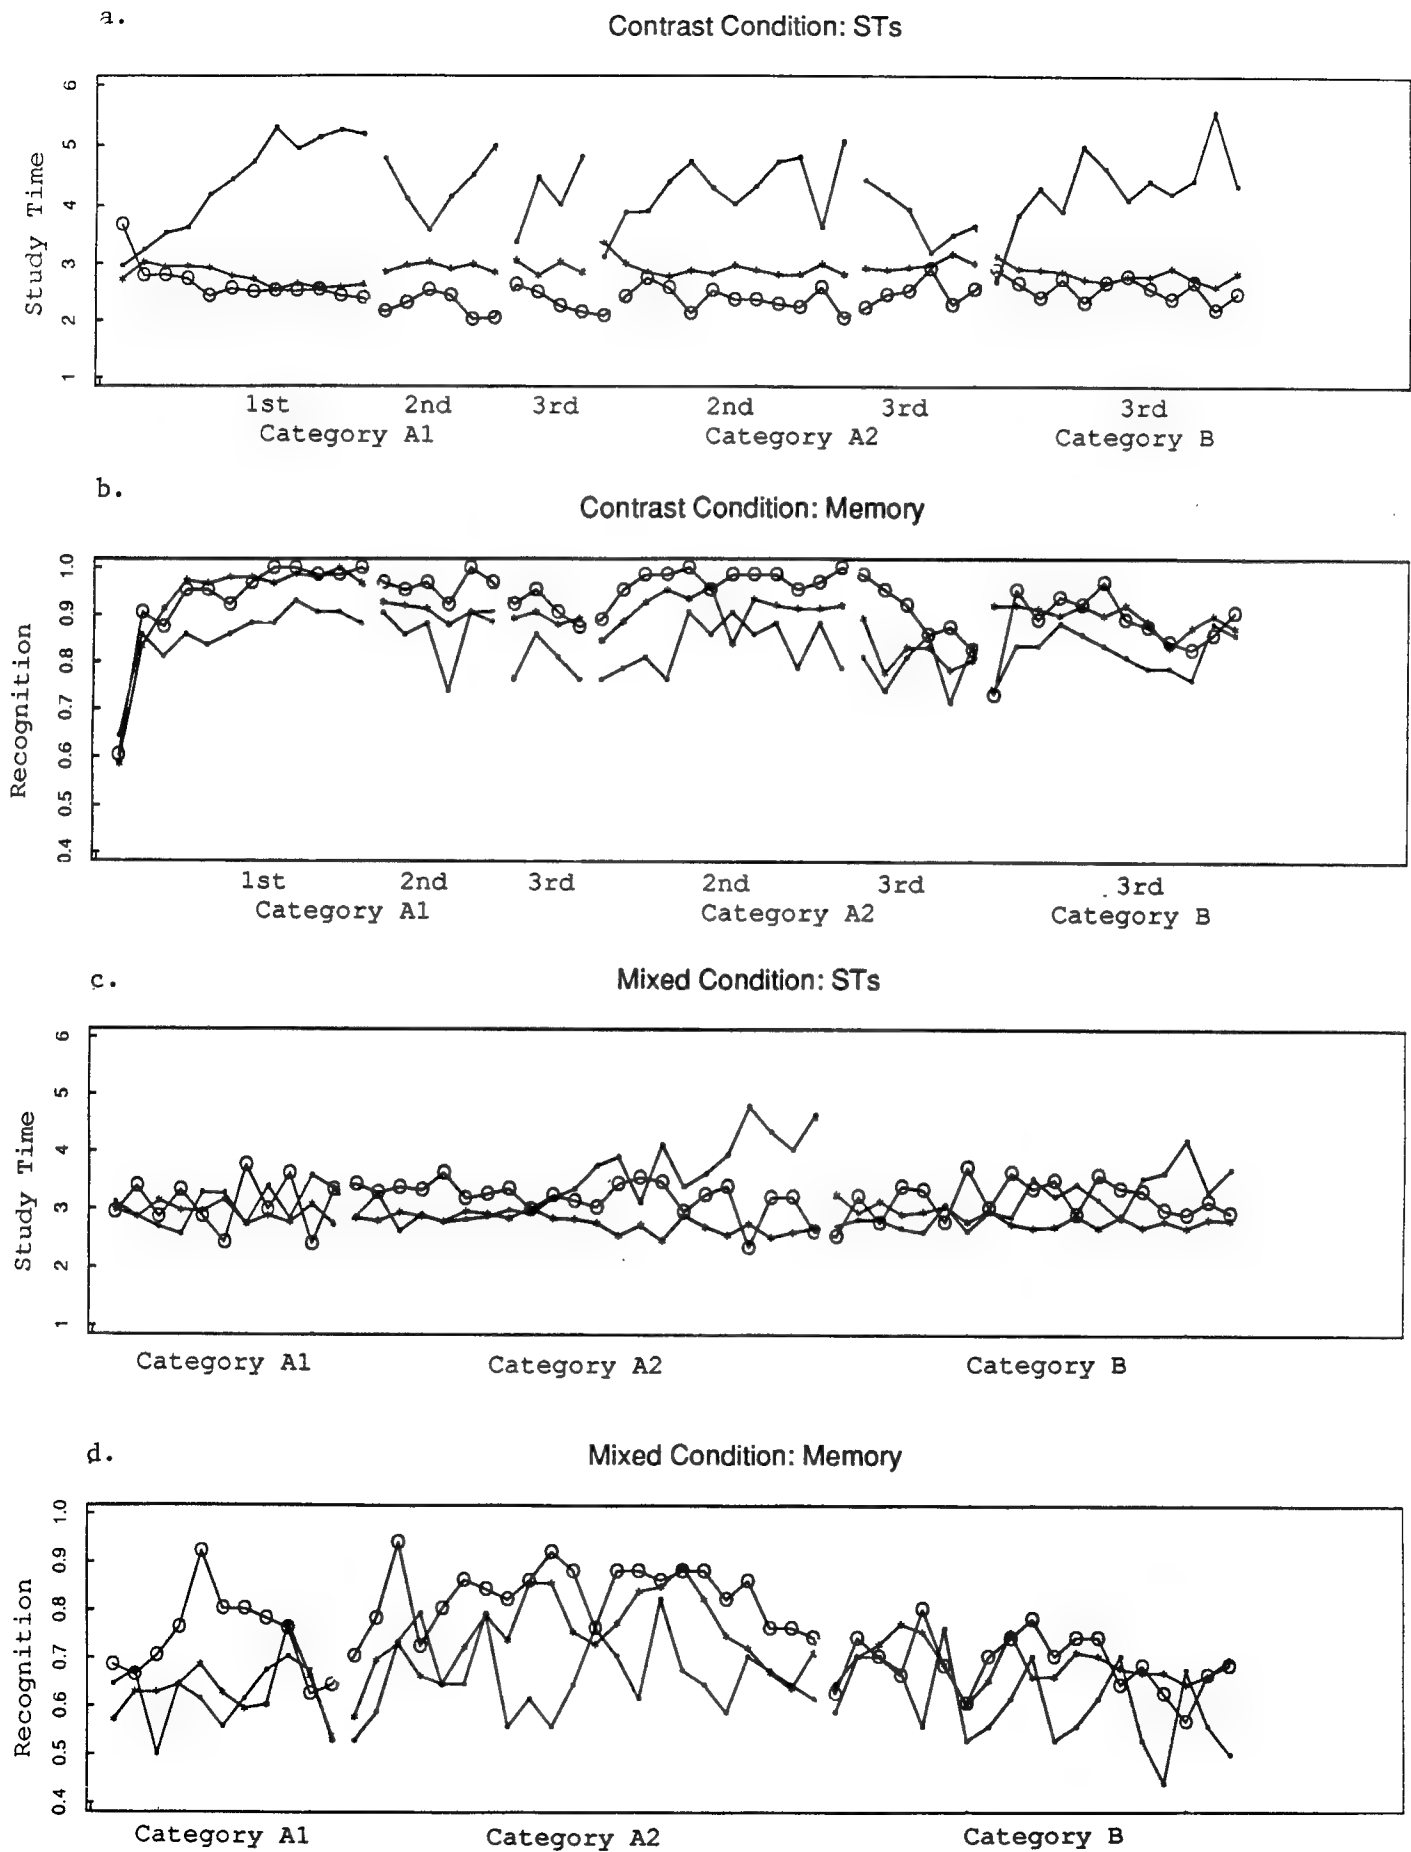 a.
Contrast Condition: STs
6
5
4
3
2
1
Study Time
1st 2nd 3rd 2nd 3rd 3rd
Category A1 Category A2 Category B
b.
Contrast Condition: Memory
1.0
0.9
0.8
0.7
0.6
0.5
0.4
Recognition
1st 2nd 3rd 2nd 3rd 3rd
Category A1 Category A2 Category B
c.
Mixed Condition: STs
6
5
4
3
2
1
Study Time
Category A1 Category A2 Category B
d.
Mixed Condition: Memory
1.0
0.9
0.8
0.7
0.6
0.5
0.4
Recognition
Category A1 Category A2 Category B